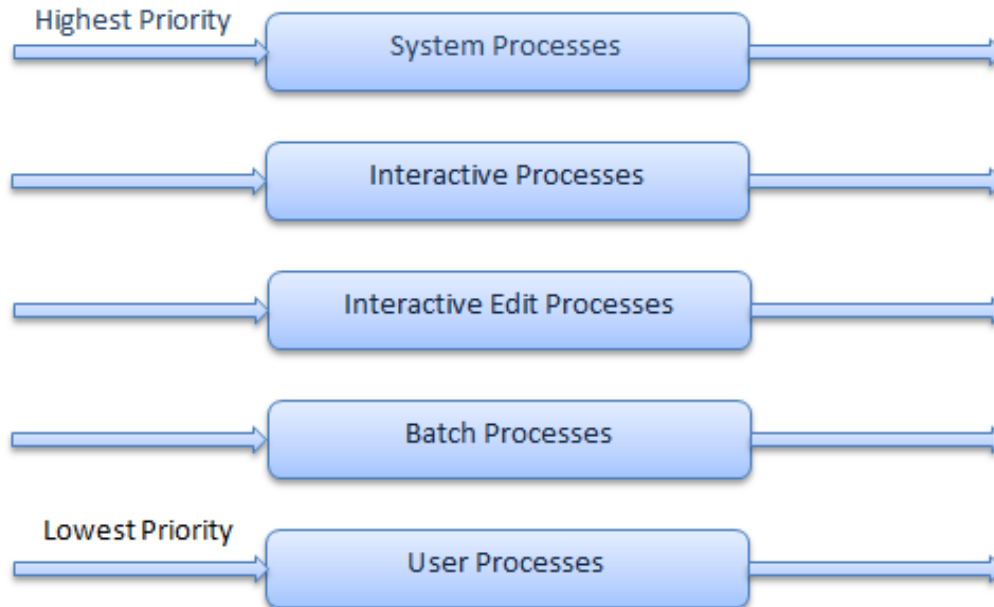 Highest Priority
System Processes
Interactive Processes
Interactive Edit Processes
Batch Processes
Lowest Priority
User Processes